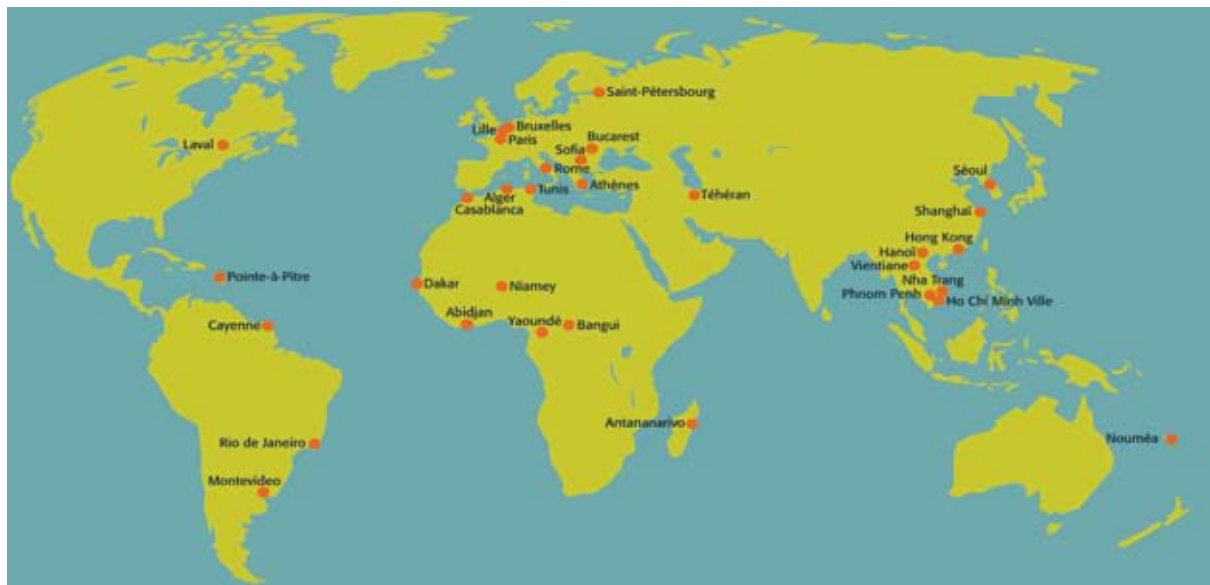 Saint-Pétersbourg
Lille
Bruxelles
Paris
Bucarest
Sofia
Laval
Rome
Séoul
Alger
Tunis
Athènes
Téhéran
Casablanca
Shanghaï
Hong Kong
Hanoï
Vientiane
Pointe-à-Pitre
Dakar
Niamey
Nha Trang
Phnom Penh
Ho Chi Minh Ville
Abidjan
Yaoundé
Bangui
Cayenne
Antananarivo
Rio de Janeiro
Nouméa
Montevideo